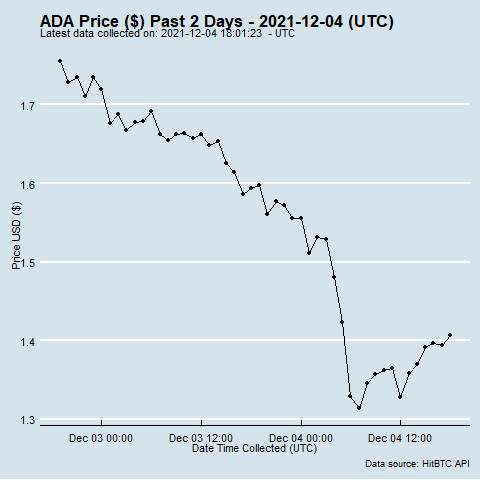 ADA Price ($) Past 2 Days - 2021-12-04 (UTC)
Latest data collected on: 2021-12-04 18:01:23  - UTC
1.7
1.6
1.5
1.4
1.3
Price USD ($)
Dec 03 00:00
Dec 03 12:00
Dec 04 00:00
Dec 04 12:00
Date Time Collected (UTC)
Data source: HitBTC API